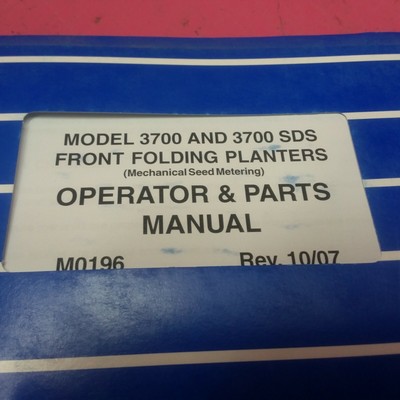 MODEL 3700 AND 3700 SDS
FRONT FOLDING PLANTERS
(Mechanical Seed Metering)
OPERATOR & PARTS
MANUAL
M0196 Rev. 10/07